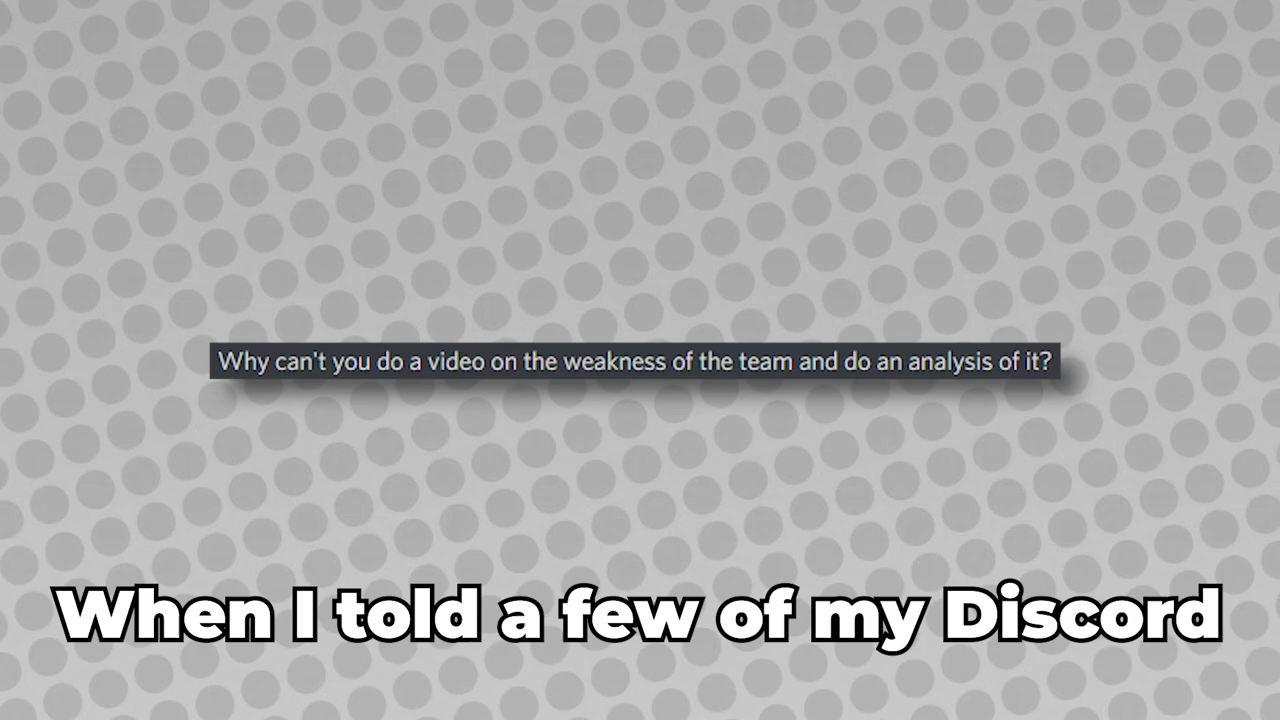 Why can't you do a video on the weakness of the team and do an analysis of it?
When I told a few of my Discord